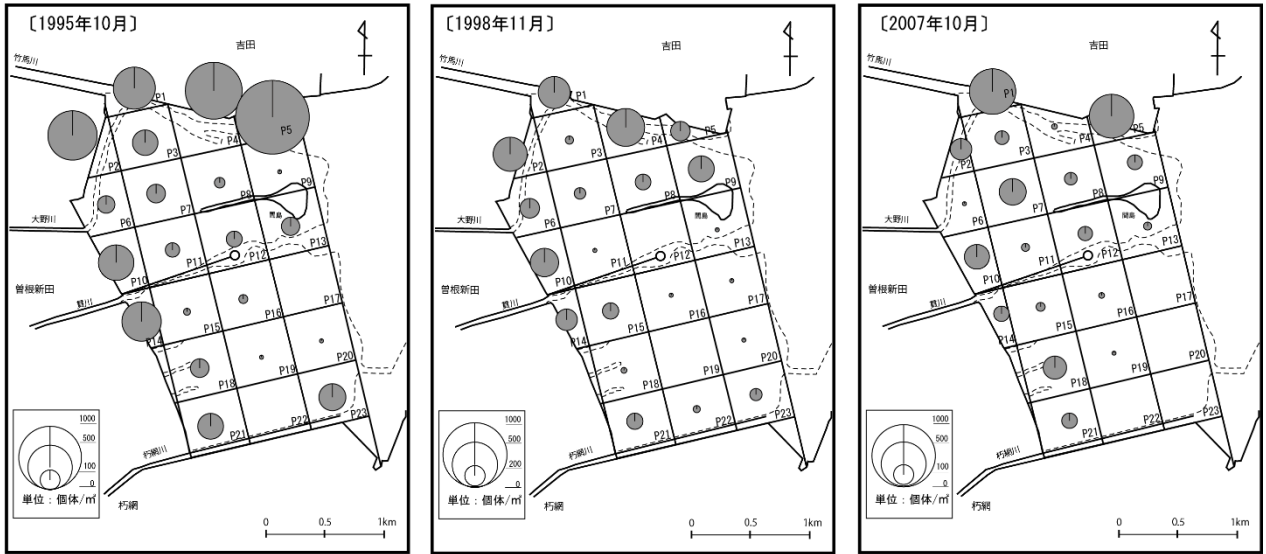 〔1995年10月〕
吉田
竹馬川
P1
P5
P4
P3
P2
P9
P8
P7
P6
間島
大野川
P13
P12
P11
P10
曽根新田
貫川
P17
P16
P15
P14
P20
P19
P18
P23
P22
P21
朽網川
朽網
1000
500
100
0
単位：個体/㎡
0 0.5 1km
〔1998年11月〕
吉田
竹馬川
P1
P5
P4
P3
P2
P9
P8
P7
P6
間島
大野川
P13
P12
P11
P10
曽根新田
貫川
P17
P16
P15
P14
P20
P19
P18
P23
P22
P21
朽網川
朽網
1000
500
200
0
単位：個体/㎡
0 0.5 1km
〔2007年10月〕
吉田
竹馬川
P1
P5
P4
P3
P2
P9
P8
P7
P6
間島
大野川
P13
P12
P11
P10
曽根新田
貫川
P17
P16
P15
P14
P20
P19
P18
P23
P22
P21
朽網川
朽網
1000
500
100
0
単位：個体/㎡
0 0.5 1km